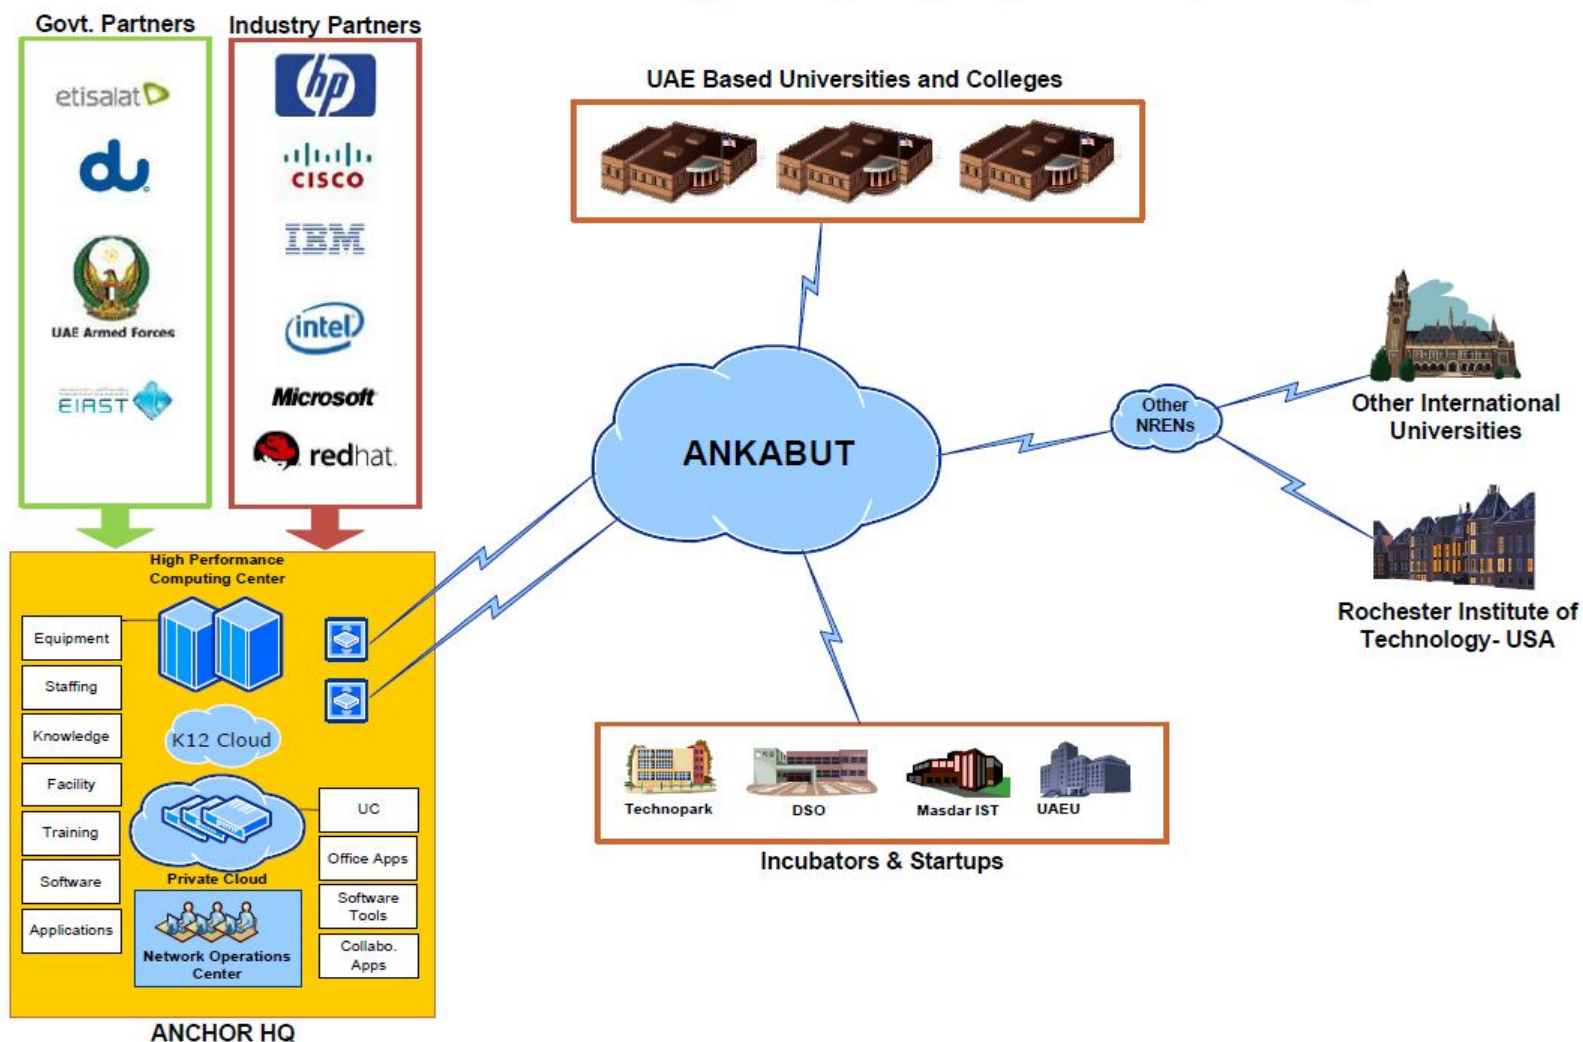 Govt. Partners
Industry Partners
etisalat
du
UAE Armed Forces
EIAST
hp
CISCO
IBM
intel
Microsoft
redhat.
UAE Based Universities and Colleges
ANKABUT
Other
NRENs
Other International
Universities
Rochester Institute of
Technology- USA
High Performance
Computing Center
Equipment
Staffing
Knowledge
Facility
Training
Software
Applications
K12 Cloud
Private Cloud
UC
Office Apps
Software
Tools
Collabo.
Apps
Network Operations
Center
ANCHOR HQ
Technopark
DSO
Masdar IST
UAEU
Incubators & Startups